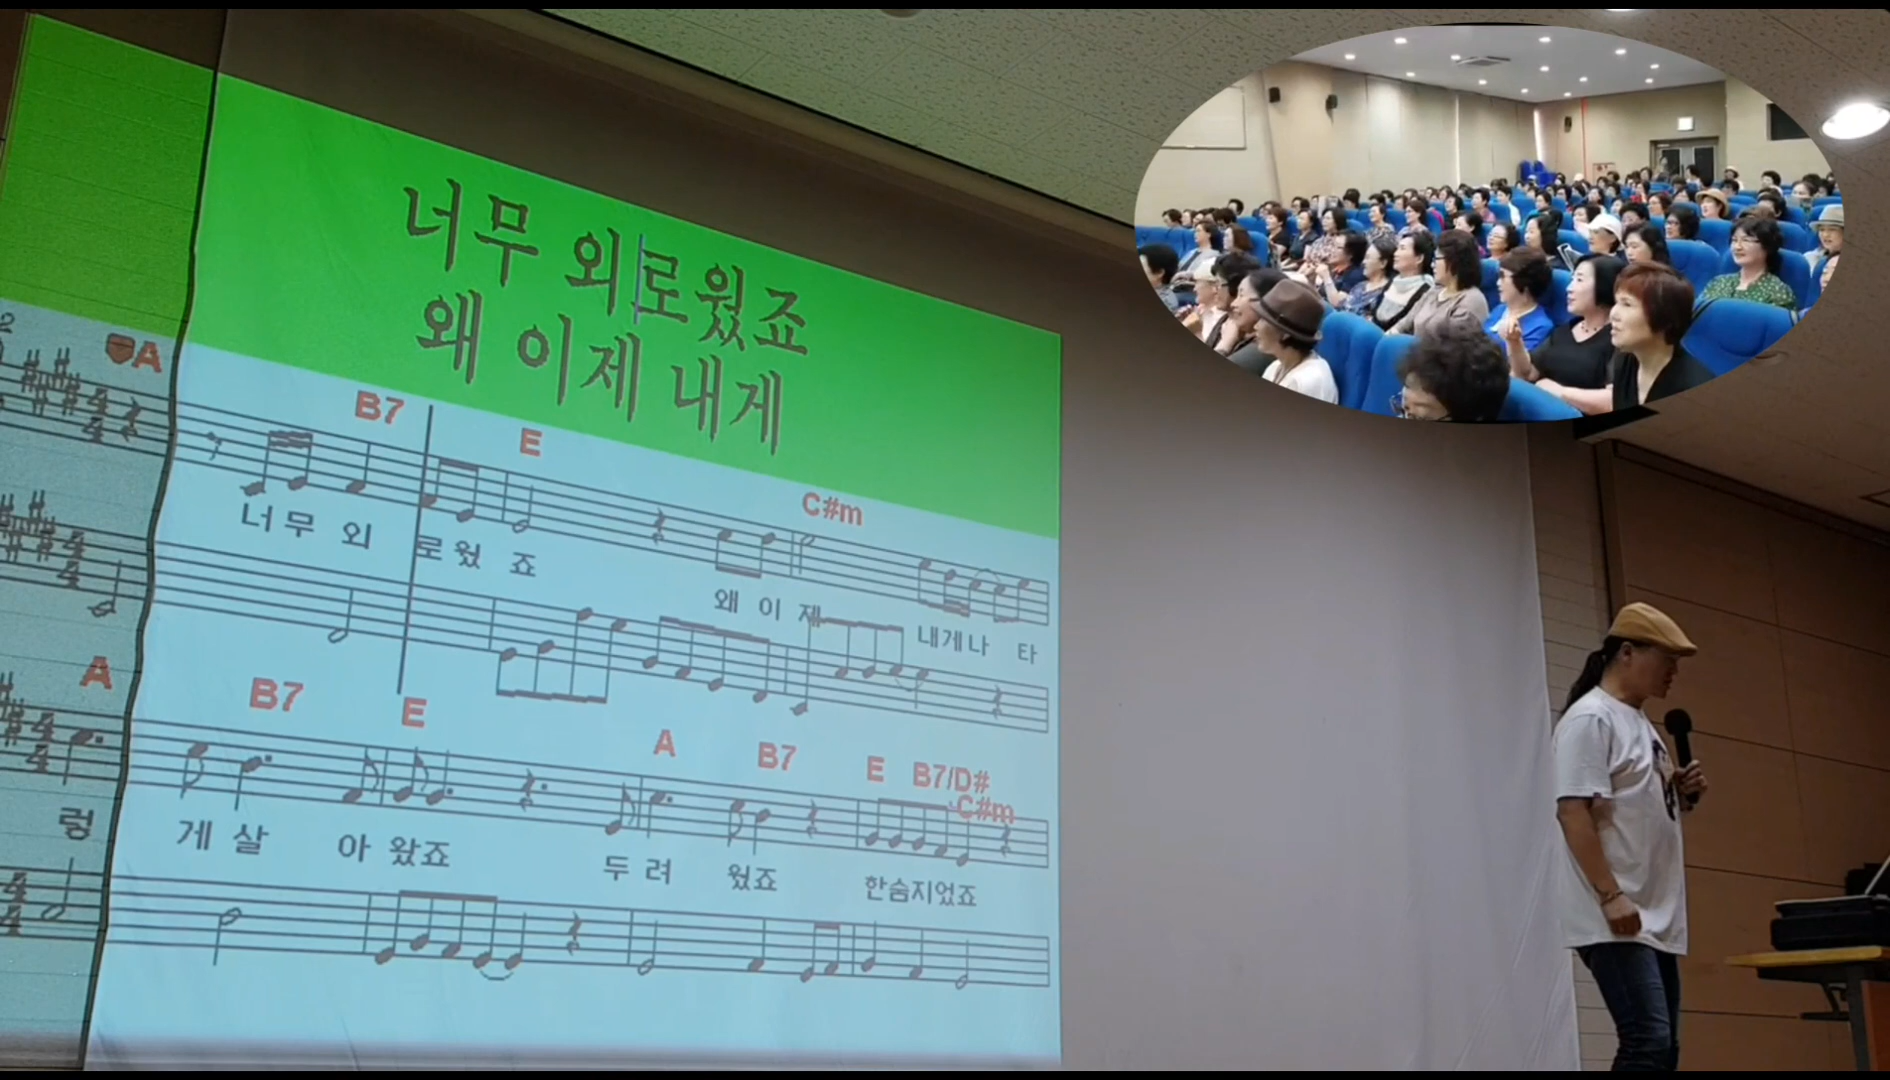 너무 외로웠죠
왜 이제 내게
A B7 E C#m
너무 외 로웠 죠 왜 이 제 내게나 타
A B7 E A B7 E B7/D# C#m
렁 게 살 아 왔죠 두 려 웠죠 한숨지었죠